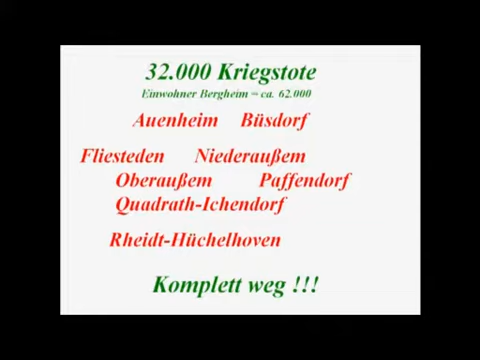 32.000 Kriegstote
Einwohner Bergheim = ca. 62.000
Auenheim Büsdorf
Fliesteden Niederaußem
Oberaußem Paffendorf
Quadrath-Ichendorf
Rheidt-Hüchelhoven
Komplett weg !!!